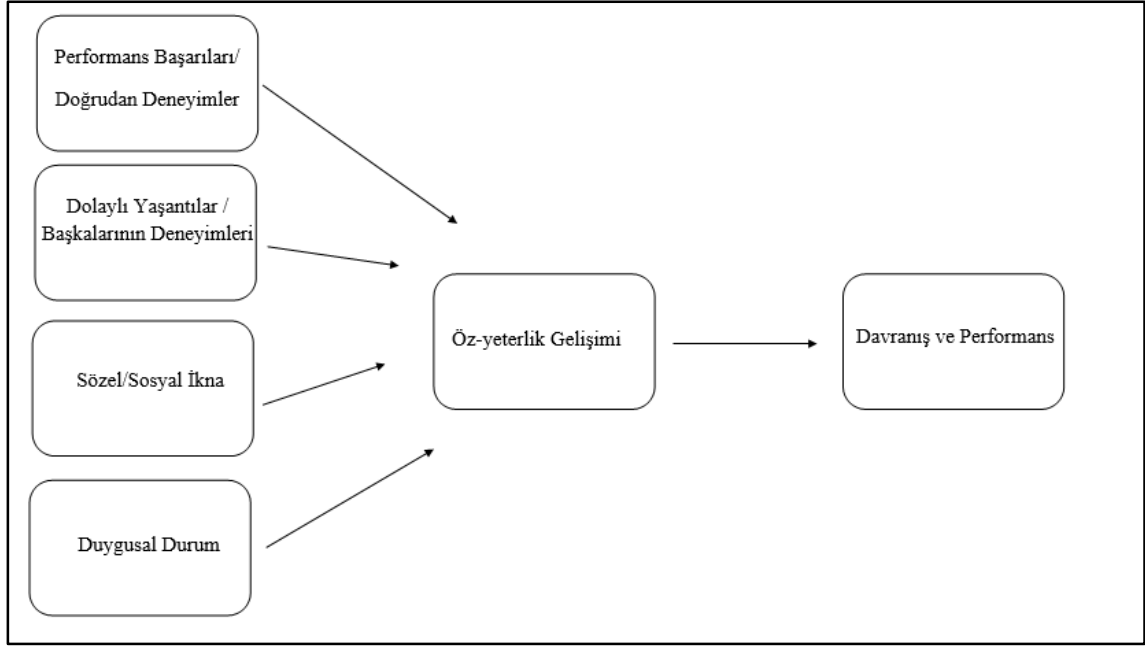 Performans Başarıları/
Doğrudan Deneyimler
Dolaylı Yaşantılar /
Başkalarının Deneyimleri
Sözel/Sosyal İkna
Duygusal Durum
Öz-yeterlik Gelişimi
Davranış ve Performans